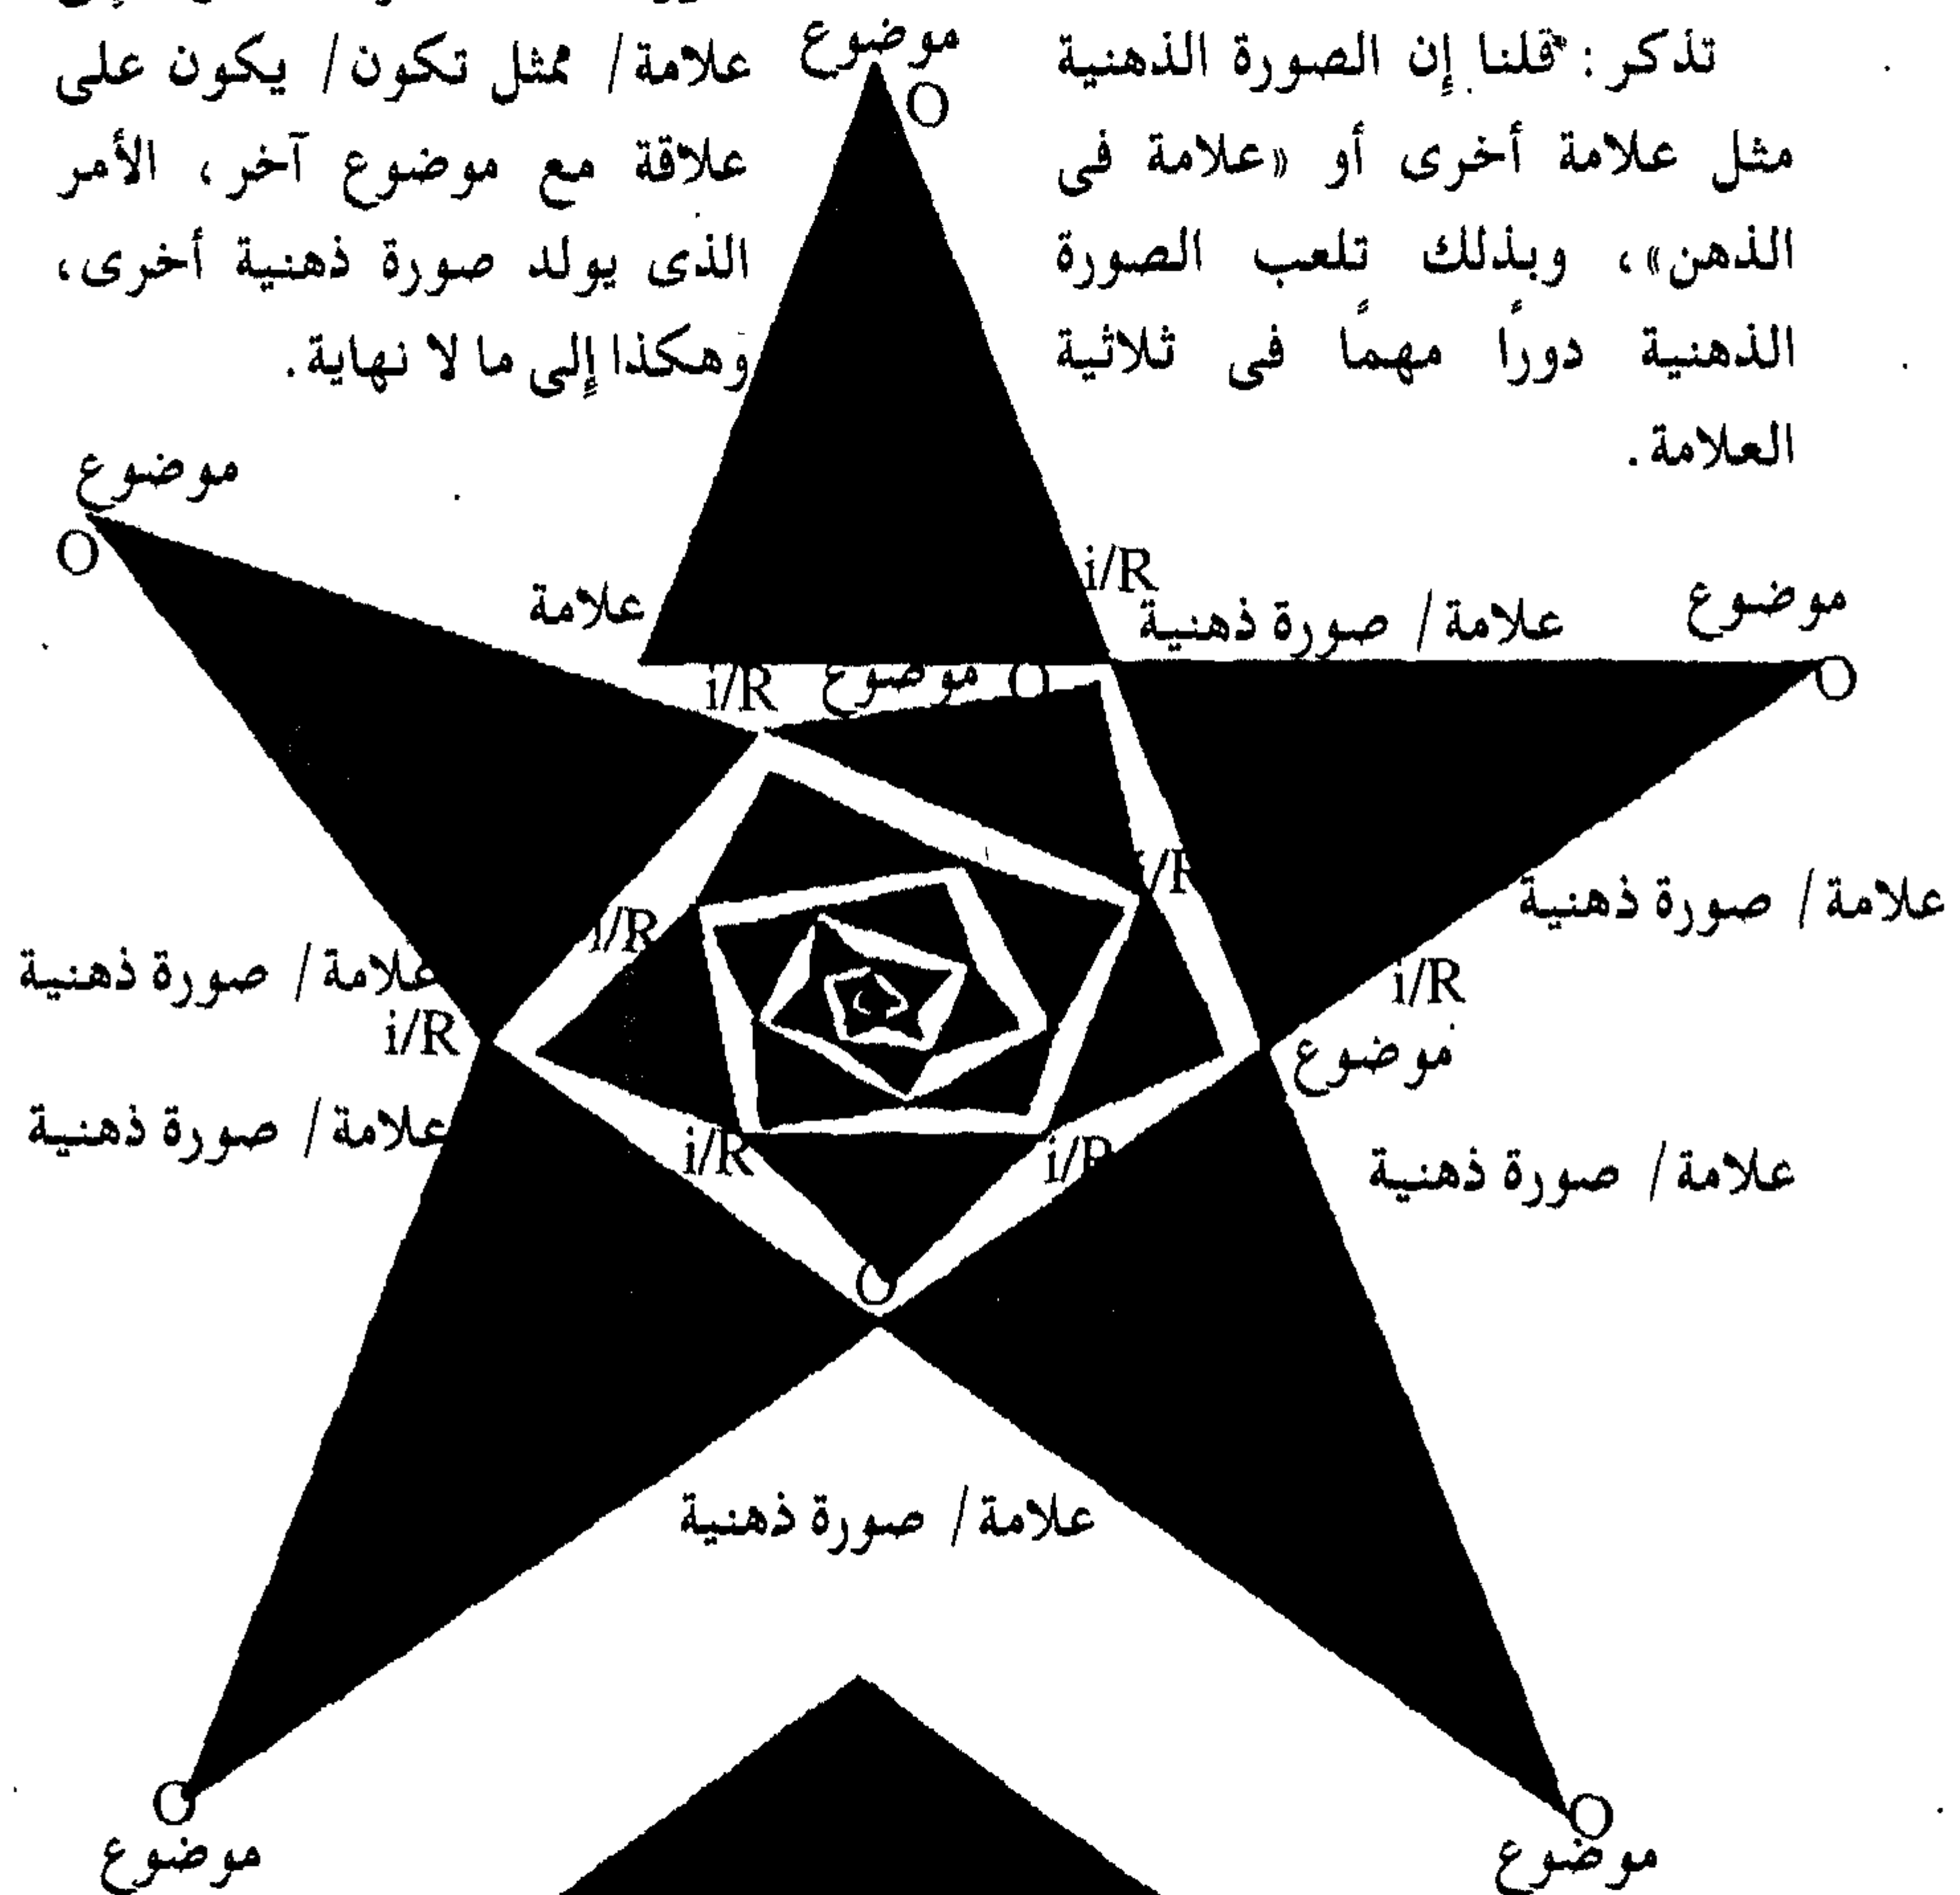 تذكر: قلنا إن الصورة الذهنية
مثل علامة أخرى أو «علامة فى
الذهن»، وبذلك تلعب الصورة
الذهنية دورًا مهمًا فى ثلاثية
العلامة.
علامة/ ممثل تكون/ يكون على
علاقة مع موضوع آخر، الأمر
الذى يولد صورة ذهنية أخرى،
وهكذا إلى ما لا نهاية.
موضوع
O
موضوع
O
علامة
i/R
علامة/ صورة ذهنية
موضوع
O
i/R
موضوع
O
علامة/ صورة ذهنية
i/R
i/R
موضوع
i/R
علامة/ صورة ذهنية
i/R
علامة/ صورة ذهنية
علامة/ صورة ذهنية
i/R
O
علامة/ صورة ذهنية
O
موضوع
O
موضوع